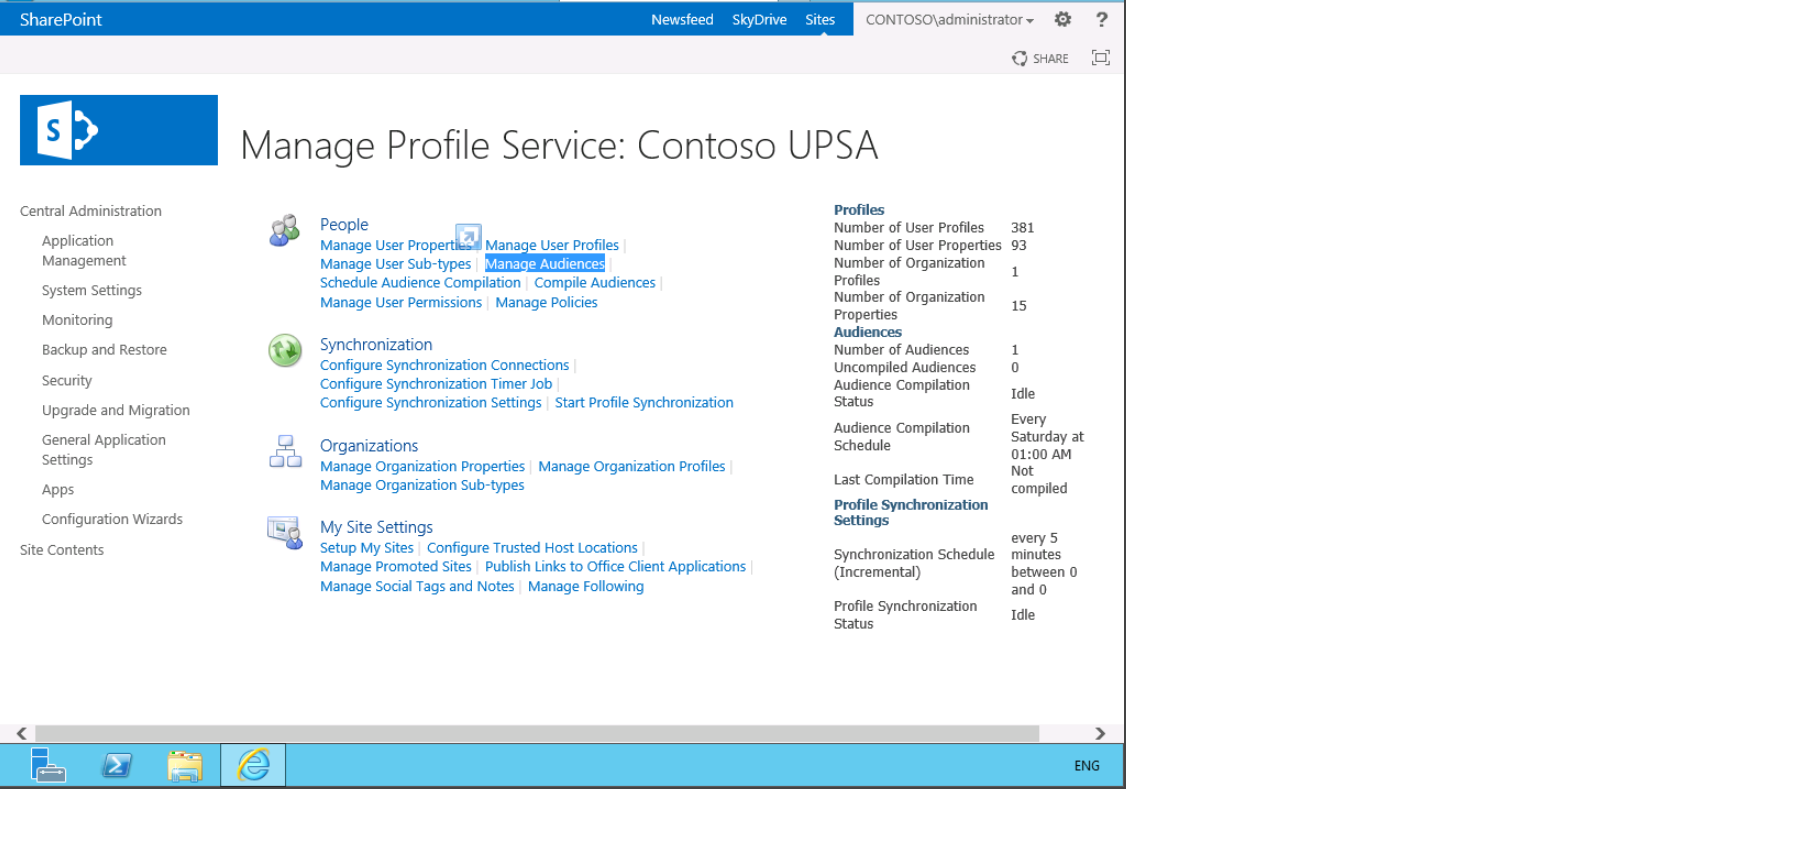 SharePoint
Newsfeed SkyDrive Sites CONTOSO\administrator ?
SHARE
S
Manage Profile Service: Contoso UPSA
Central Administration
Application
Management
System Settings
Monitoring
Backup and Restore
Security
Upgrade and Migration
General Application
Settings
Apps
Configuration Wizards
Site Contents
People
Manage User Properties | Manage User Profiles |
Manage User Sub-types | Manage Audiences |
Schedule Audience Compilation | Compile Audiences |
Manage User Permissions | Manage Policies
Synchronization
Configure Synchronization Connections |
Configure Synchronization Timer Job |
Configure Synchronization Settings | Start Profile Synchronization
Organizations
Manage Organization Properties | Manage Organization Profiles |
Manage Organization Sub-types
My Site Settings
Setup My Sites | Configure Trusted Host Locations |
Manage Promoted Sites | Publish Links to Office Client Applications |
Manage Social Tags and Notes | Manage Following
Profiles
Number of User Profiles 381
Number of User Properties 93
Number of Organization
Profiles 1
Number of Organization
Properties 15
Audiences
Number of Audiences 1
Uncompiled Audiences 0
Audience Compilation
Status Idle
Audience Compilation
Schedule
Every
Saturday at
01:00 AM
Last Compilation Time
Not
compiled
Profile Synchronization
Settings
Synchronization Schedule
(Incremental)
every 5
minutes
between 0
and 0
Profile Synchronization
Status Idle
ENG